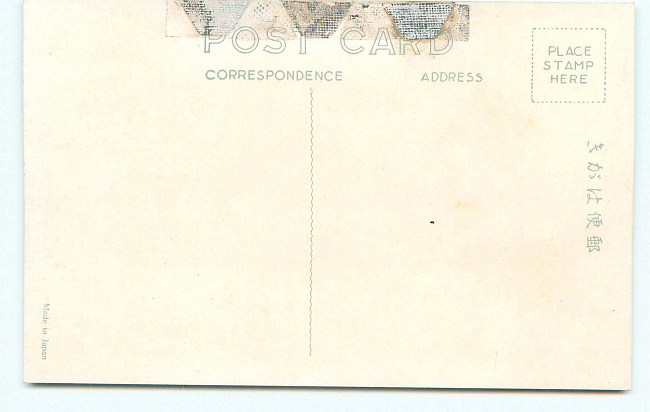 POST CARD
CORRESPONDENCE
ADDRESS
PLACE
STAMP
HERE
郵便はがき
Made in Japan